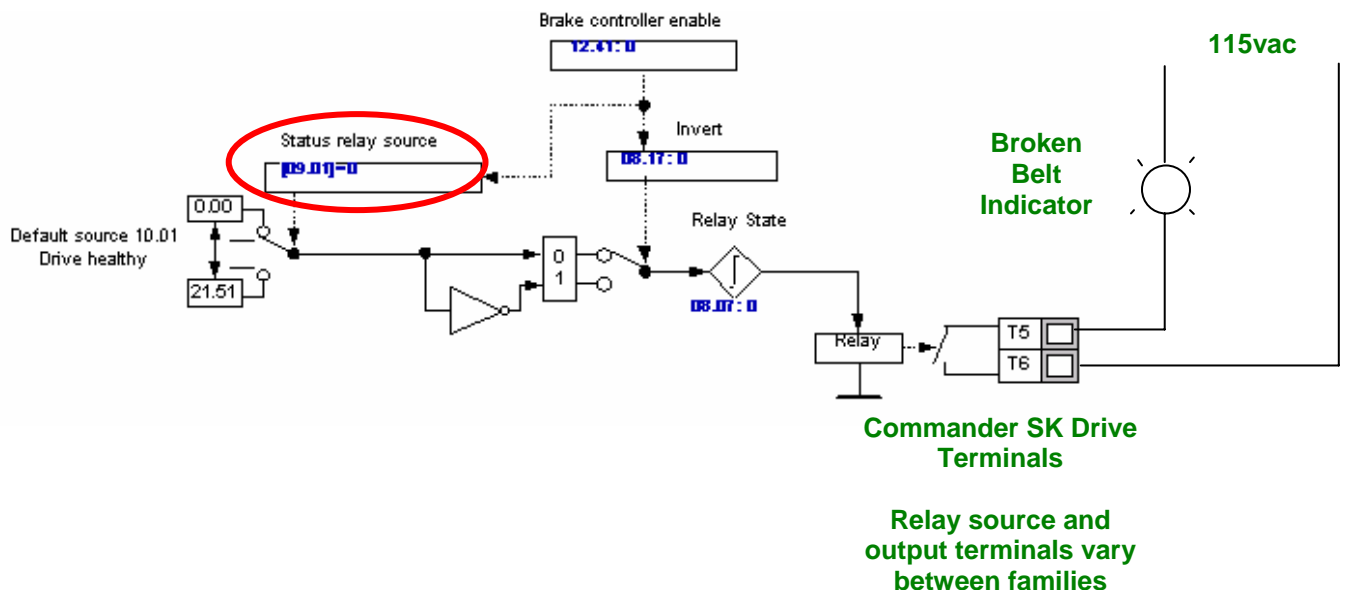 Brake controller enable
12.41: 0
115vac
Status relay source
[09.01]=0
Invert
08.17: 0
Broken
Belt
Indicator
0.00
Default source 10.01
Drive healthy
21.51
0
1
Relay State
08.07: 0
Relay
T5
T6
Commander SK Drive
Terminals
Relay source and
output terminals vary
between families